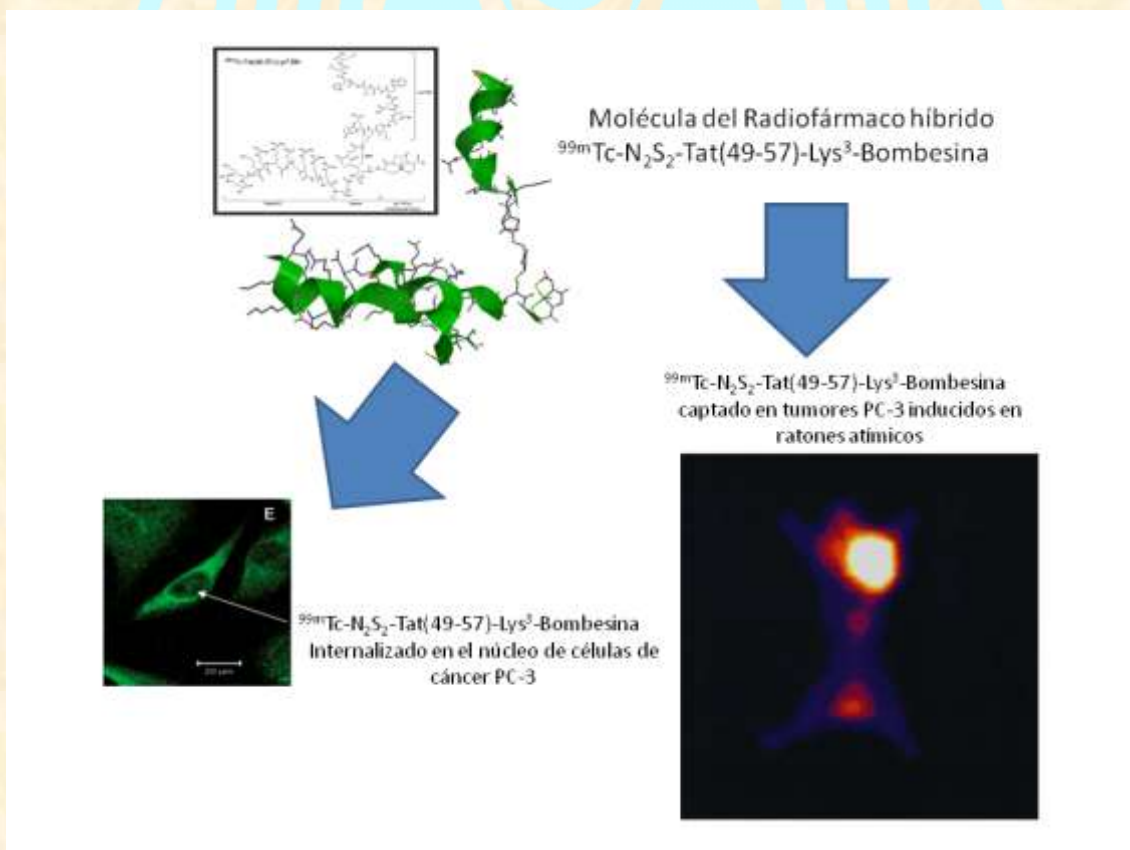 Molécula del Radiofármaco híbrido
⁹⁹ᵐTc-N₂S₂-Tat(49-57)-Lys³-Bombesina
⁹⁹ᵐTc-N₂S₂-Tat(49-57)-Lys³-Bombesina
captado en tumores PC-3 inducidos en
ratones atímicos
E
⁹⁹ᵐTc-N₂S₂-Tat(49-57)-Lys³-Bombesina
Internalizado en el núcleo de células de
cáncer PC-3